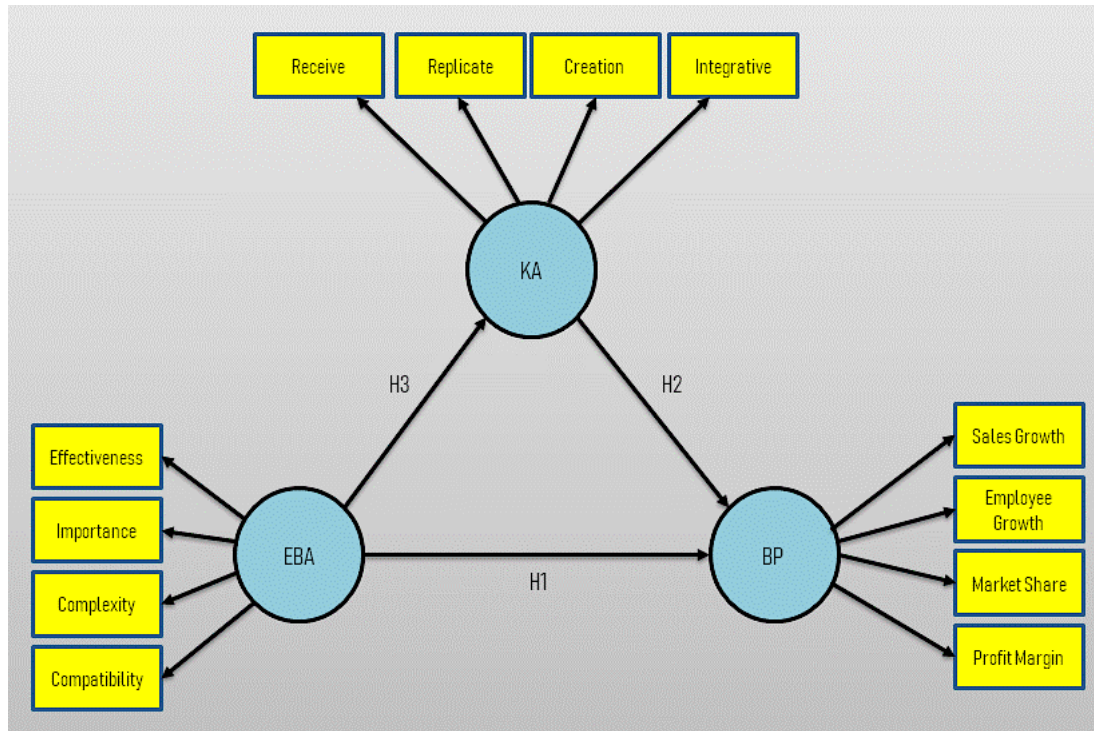 Receive
Replicate
Creation
Integrative
KA
H3
H2
Effectiveness
Importance
Complexity
Compatibility
EBA
H1
BP
Sales Growth
Employee
Growth
Market Share
Profit Margin